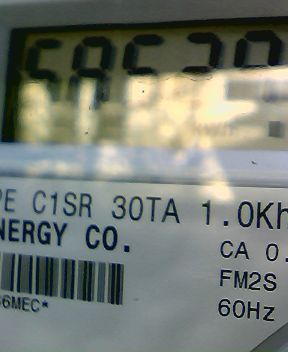 PE C1SR 30TA 1.0Kh
NERGY CO.
CA 0.
FM2S
60Hz
6MEC*